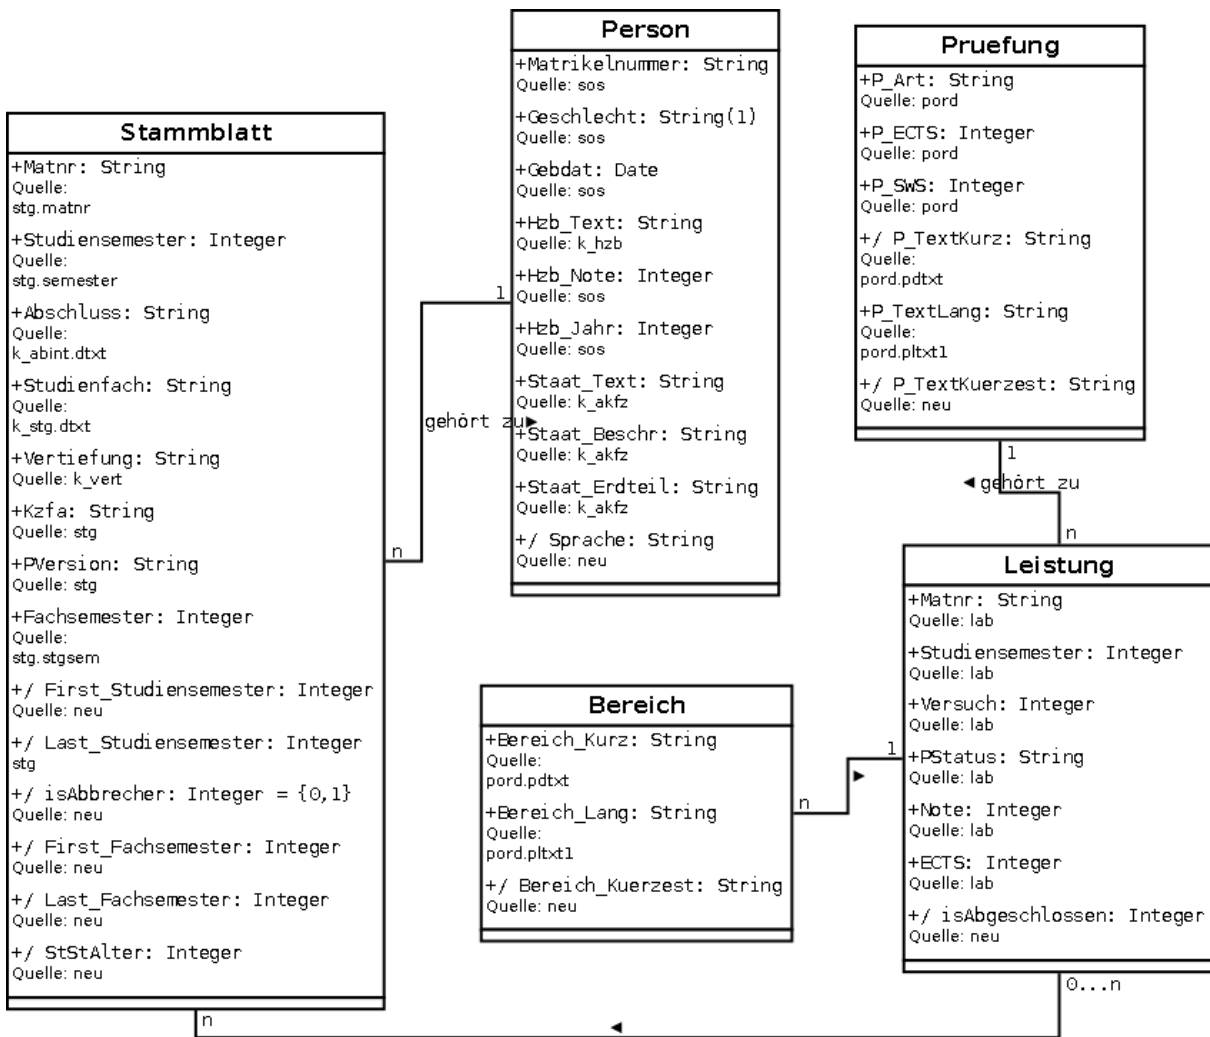 Stammblatt
+Matnr: String
Quelle:
stg.matnr
+Studiensemester: Integer
Quelle:
stg.semester
+Abschluss: String
Quelle:
k_abint.dtxt
+Studienfach: String
Quelle:
k_stg.dtxt
+Vertiefung: String
Quelle: k_vert
+Kzfa: String
Quelle: stg
+PVersion: String
Quelle: stg
+Fachsemester: Integer
Quelle:
stg.stgsem
+/ First_Studiensemester: Integer
Quelle: neu
+/ Last_Studiensemester: Integer
stg
+/ isAbbrecher: Integer = {0,1}
Quelle: neu
+/ First_Fachsemester: Integer
Quelle: neu
+/ Last_Fachsemester: Integer
Quelle: neu
+/ StStAlter: Integer
Quelle: neu
n
n
1
gehört zu
Person
+Matrikelnummer: String
Quelle: sos
+Geschlecht: String(1)
Quelle: sos
+Gebdat: Date
Quelle: sos
+Hzb_Text: String
Quelle: k_hzb
+Hzb_Note: Integer
Quelle: sos
+Hzb_Jahr: Integer
Quelle: sos
+Staat_Text: String
Quelle: k_akfz
+Staat_Beschr: String
Quelle: k_akfz
+Staat_Erdteil: String
Quelle: k_akfz
+/ Sprache: String
Quelle: neu
Pruefung
+P_Art: String
Quelle: pord
+P_ECTS: Integer
Quelle: pord
+P_SWS: Integer
Quelle: pord
+/ P_TextKurz: String
Quelle:
pord.pdtxt
+P_TextLang: String
Quelle:
pord.pltxt1
+/ P_TextKuerzest: String
Quelle: neu
1
gehört zu
n
Bereich
+Bereich_Kurz: String
Quelle:
pord.pdtxt
+Bereich_Lang: String
Quelle:
pord.pltxt1
+/ Bereich_Kuerzest: String
Quelle: neu
n
1
Leistung
+Matnr: String
Quelle: lab
+Studiensemester: Integer
Quelle: lab
+Versuch: Integer
Quelle: lab
+PStatus: String
Quelle: lab
+Note: Integer
Quelle: lab
+ECTS: Integer
Quelle: lab
+/ isAbgeschlossen: Integer
Quelle: neu
0...n